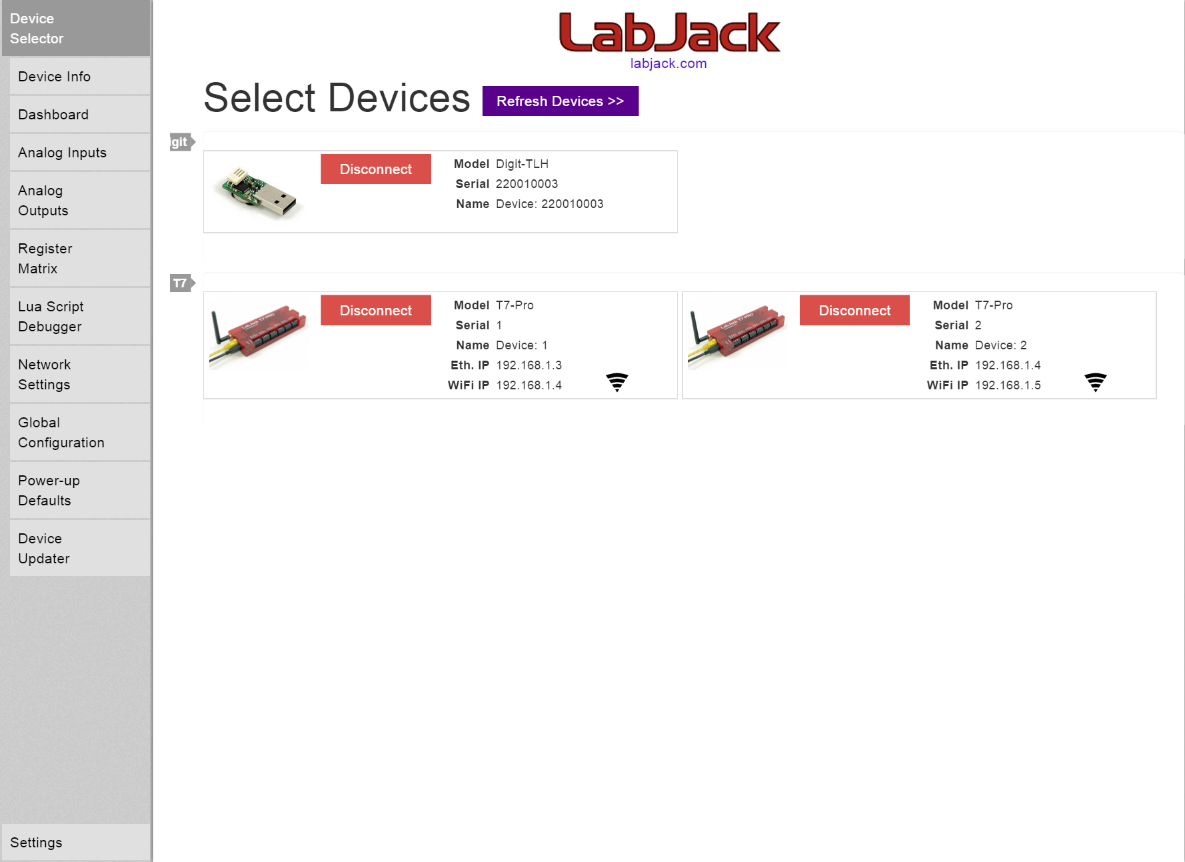 Device
Selector
Device Info
Dashboard
Analog Inputs
Analog
Outputs
Register
Matrix
Lua Script
Debugger
Network
Settings
Global
Configuration
Power-up
Defaults
Device
Updater
Settings
LabJack
labjack.com
Select Devices Refresh Devices >>
git
Disconnect
Model Digit-TLH
Serial 220010003
Name Device: 220010003
T7
Disconnect
Model T7-Pro
Serial 1
Name Device: 1
Eth. IP 192.168.1.3
WiFi IP 192.168.1.4
Disconnect
Model T7-Pro
Serial 2
Name Device: 2
Eth. IP 192.168.1.4
WiFi IP 192.168.1.5